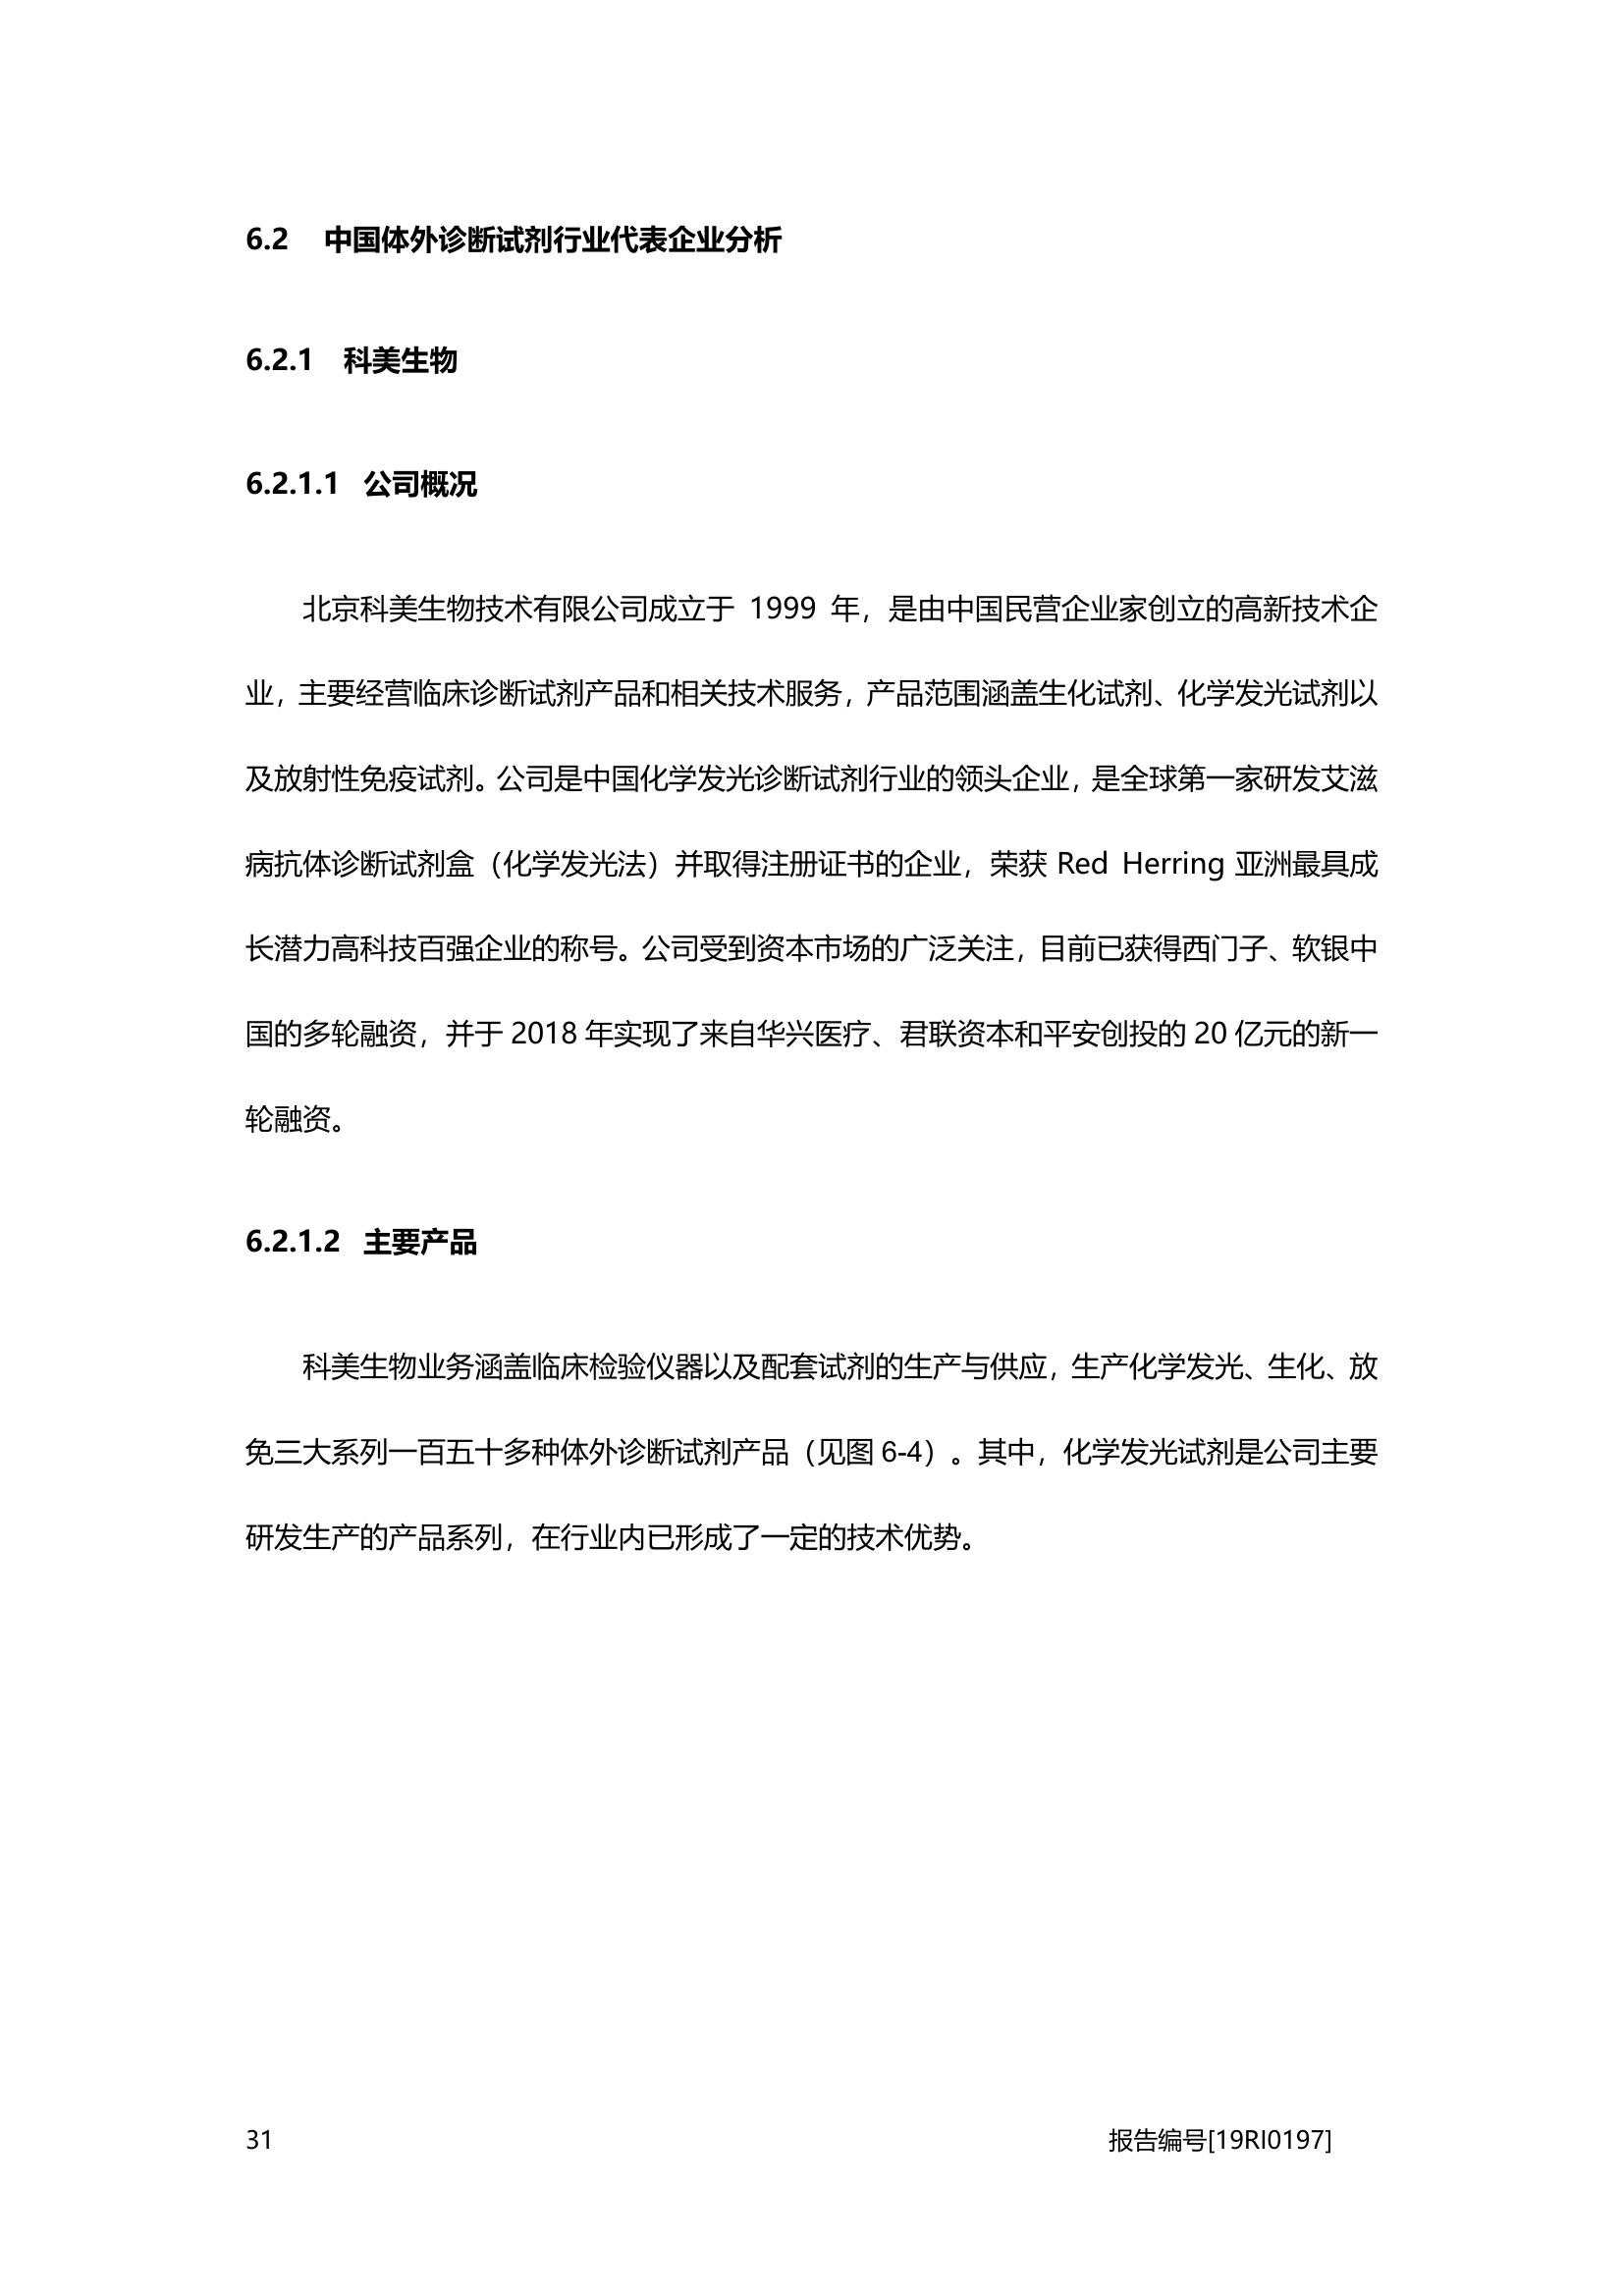 6.2 中国体外诊断试剂行业代表企业分析
6.2.1 科美生物
6.2.1.1 公司概况
北京科美生物技术有限公司成立于 1999 年，是由中国民营企业家创立的高新技术企
业，主要经营临床诊断试剂产品和相关技术服务，产品范围涵盖生化试剂、化学发光试剂以
及放射性免疫试剂。公司是中国化学发光诊断试剂行业的领头企业，是全球第一家研发艾滋
病抗体诊断试剂盒（化学发光法）并取得注册证书的企业，荣获 Red Herring 亚洲最具成
长潜力高科技百强企业的称号。公司受到资本市场的广泛关注，目前已获得西门子、软银中
国的多轮融资，并于 2018 年实现了来自华兴医疗、君联资本和平安创投的 20 亿元的新一
轮融资。
6.2.1.2 主要产品
科美生物业务涵盖临床检验仪器以及配套试剂的生产与供应，生产化学发光、生化、放
免三大系列一百五十多种体外诊断试剂产品（见图 6-4）。其中，化学发光试剂是公司主要
研发生产的产品系列，在行业内已形成了一定的技术优势。
31 报告编号[19RI0197]